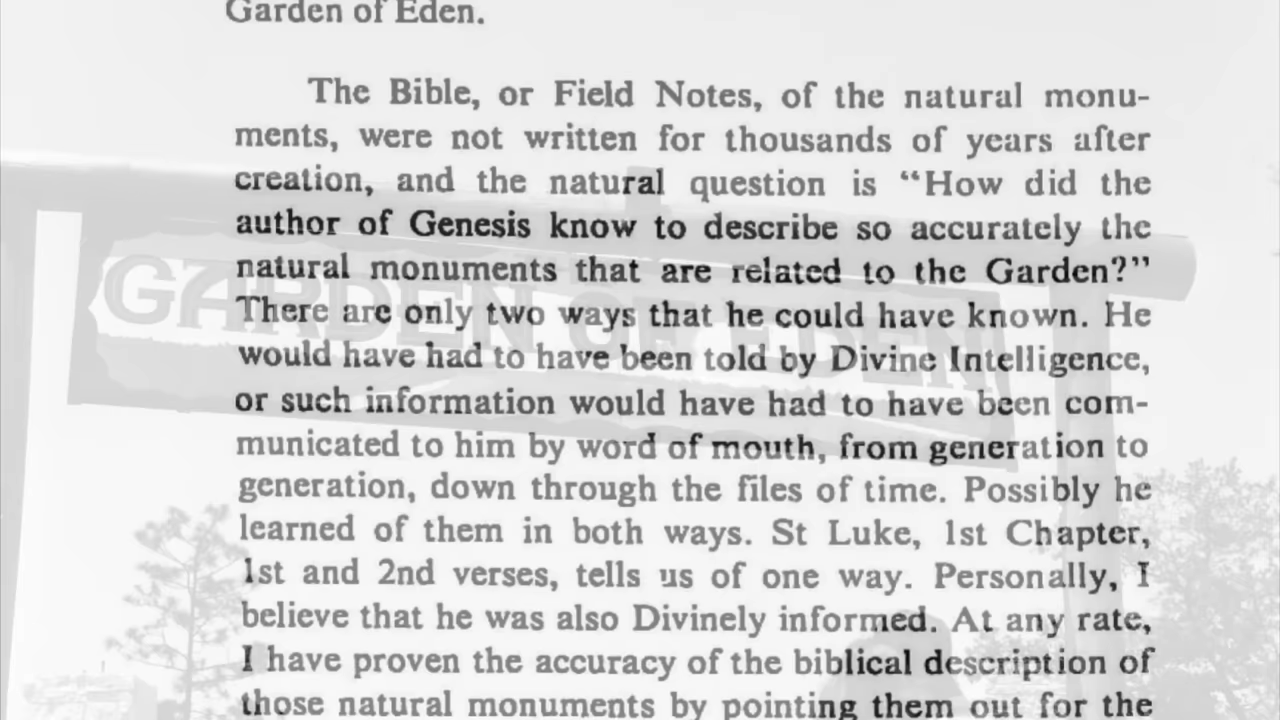 Garden of Eden.
The Bible, or Field Notes, of the natural monu-
ments, were not written for thousands of years after
creation, and the natural question is “How did the
author of Genesis know to describe so accurately the
natural monuments that are related to the Garden?”
There are only two ways that he could have known. He
would have had to have been told by Divine Intelligence,
or such information would have had to have been com-
municated to him by word of mouth, from generation to
generation, down through the files of time. Possibly he
learned of them in both ways. St Luke, 1st Chapter,
1st and 2nd verses, tells us of one way. Personally, I
believe that he was also Divinely informed. At any rate,
I have proven the accuracy of the biblical description of
those natural monuments by pointing them out for the
GARDEN OF EDEN